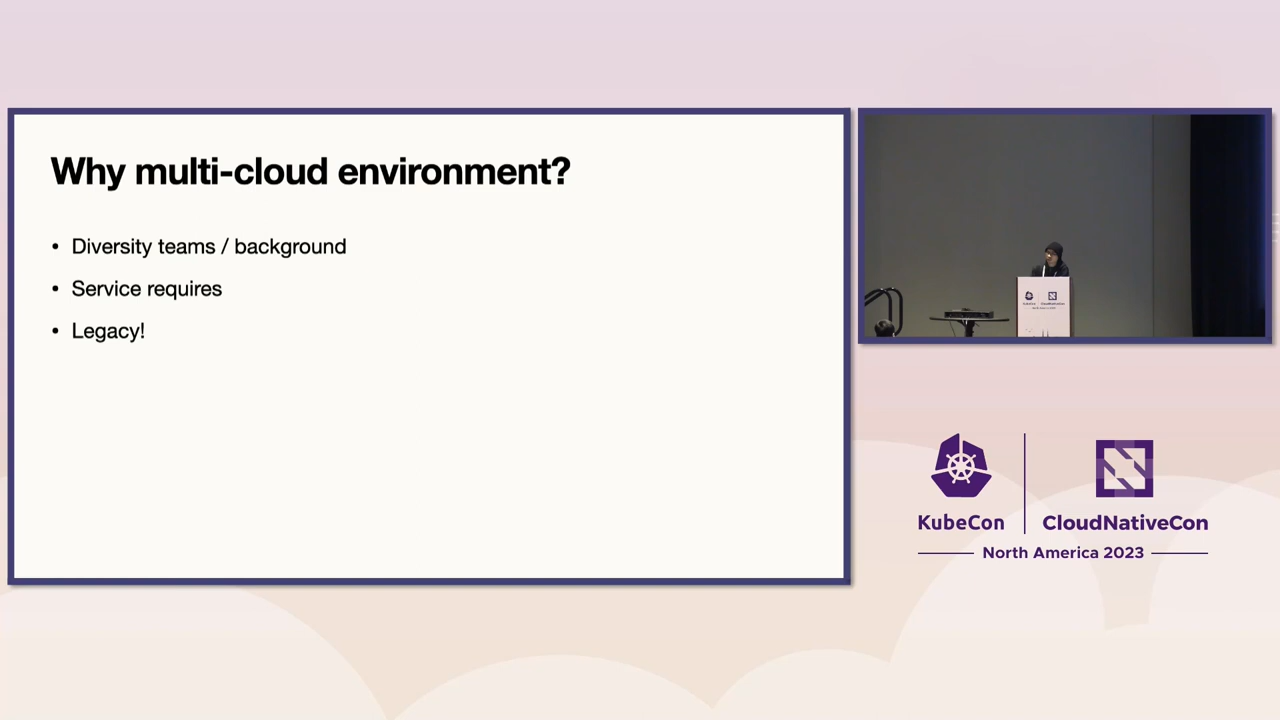 Why multi-cloud environment?
• Diversity teams / background
• Service requires
• Legacy!
KubeCon
CloudNativeCon
North America 2023